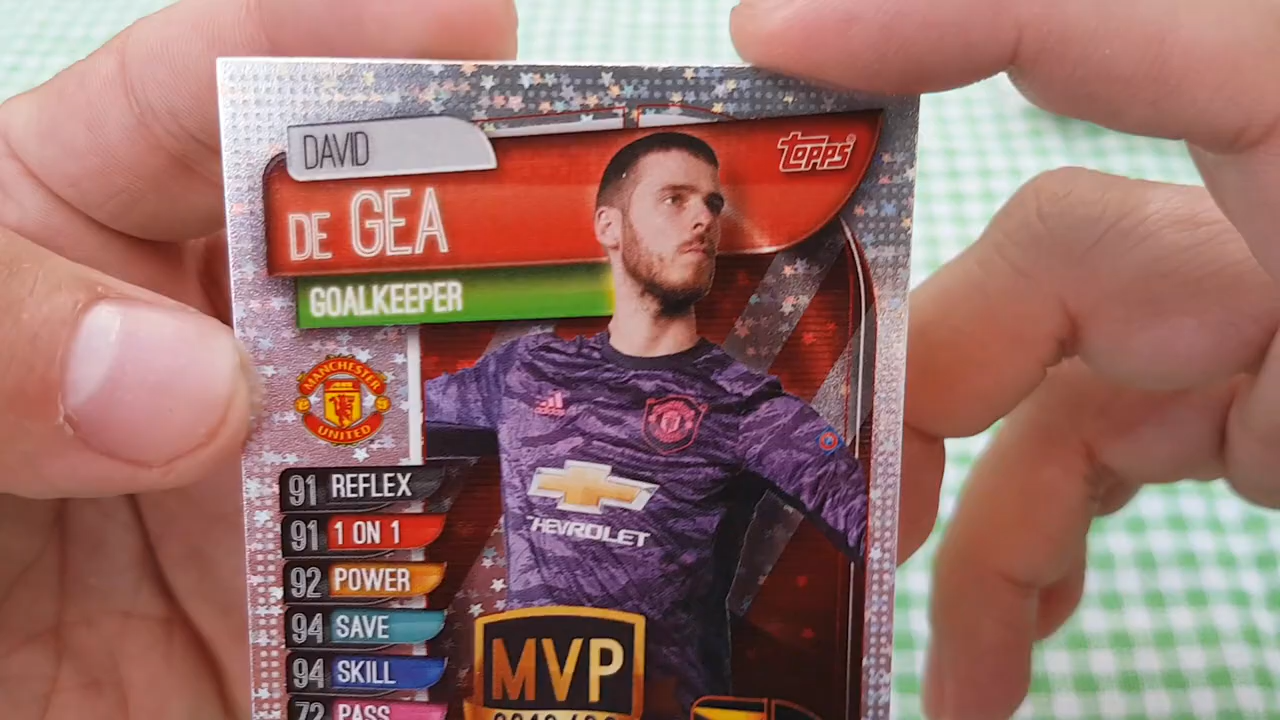 DAVID
DE GEA
GOALKEEPER
topps
MANCHESTER
UNITED
adidas
CHEVROLET
91 REFLEX
91 1 ON 1
92 POWER
94 SAVE
94 SKILL
72 PASS
MVP